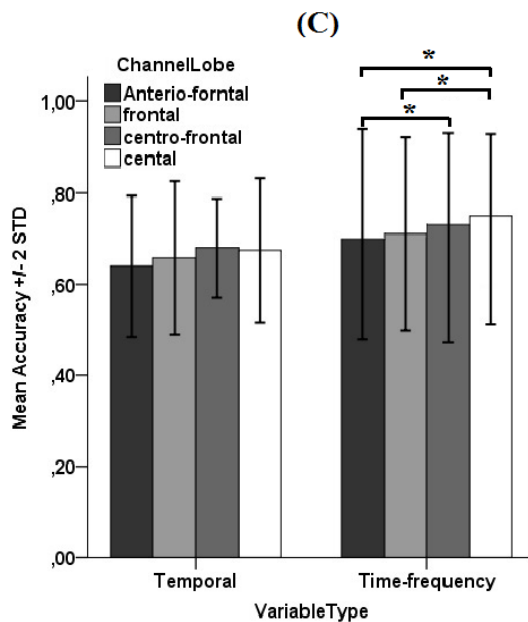 (C)
ChannelLobe
Anterio-forntal
frontal
centro-frontal
cental
*
*
*
1,00
,80
,60
,40
,20
,00
Mean Accuracy +/- 2 STD
Temporal
Time-frequency
VariableType